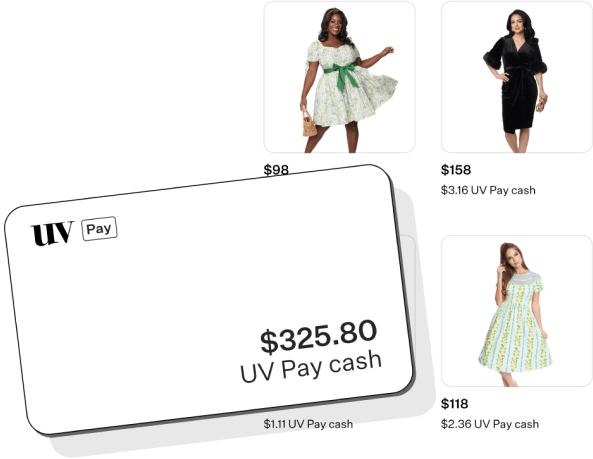 $98
$158
$3.16 UV Pay cash
UV Pay
$325.80
UV Pay cash
$118
$1.11 UV Pay cash
$2.36 UV Pay cash